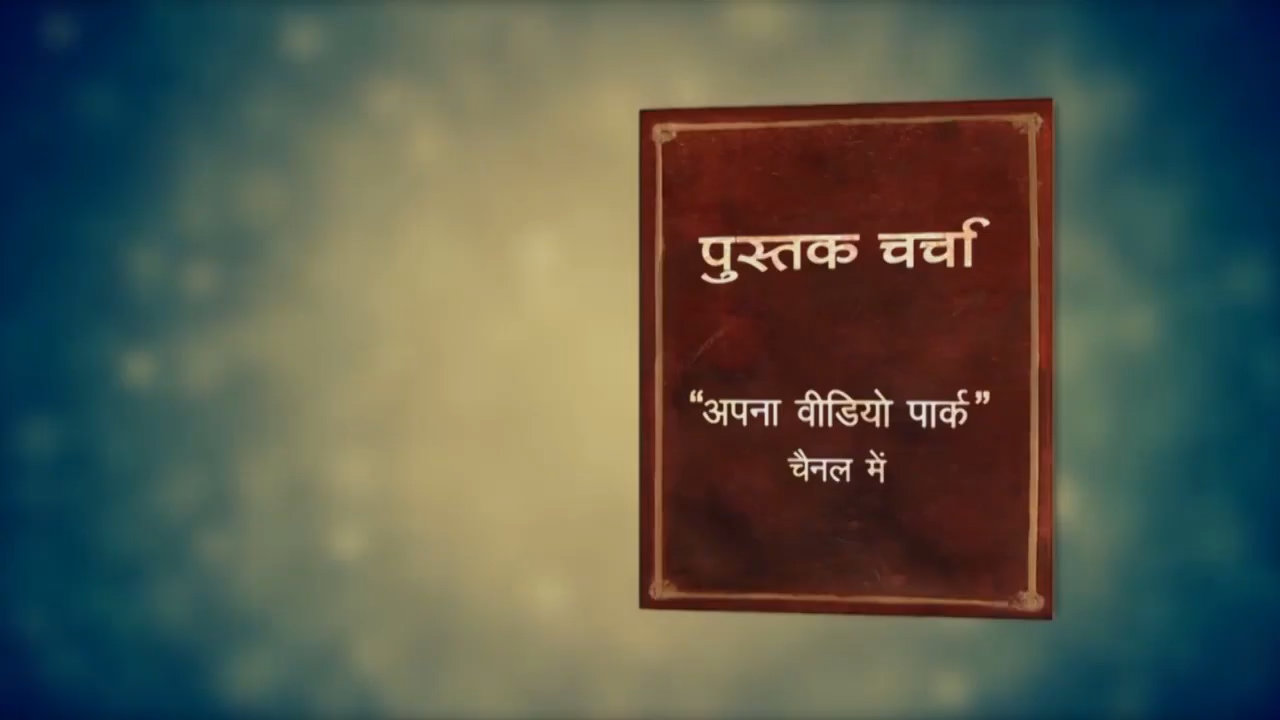 पुस्तक चर्चा
“अपना वीडियो पार्क”
चैनल में